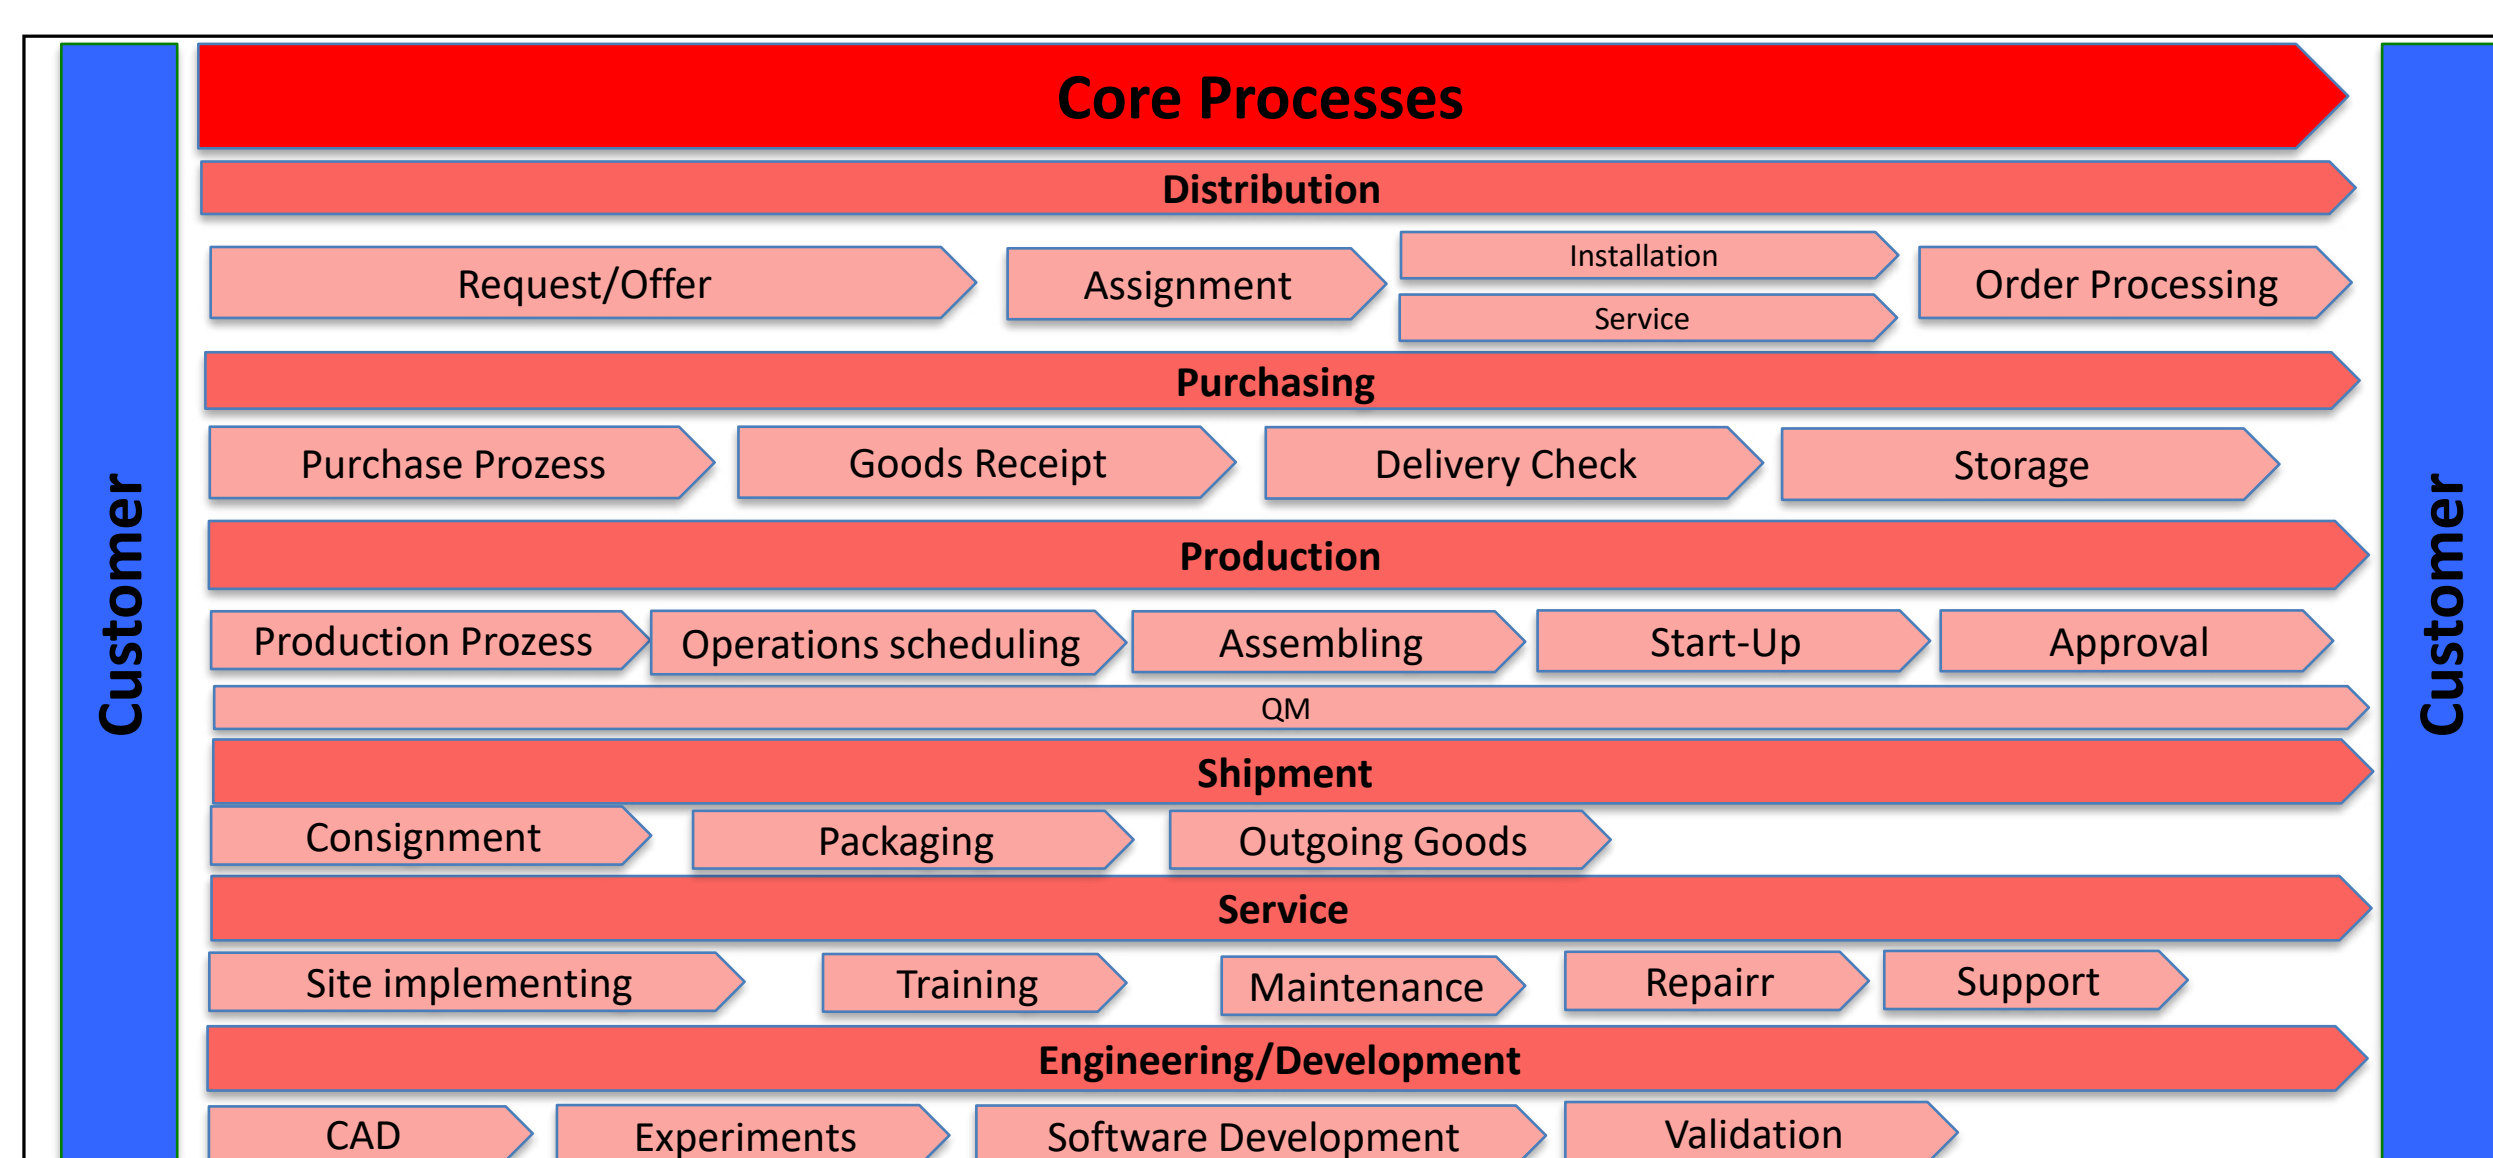 Core Processes
Distribution
Request/Offer
Assignment
Installation
Service
Order Processing
Purchasing
Purchase Prozess
Goods Receipt
Delivery Check
Storage
Production
Production Prozess
Operations scheduling
Assembling
Start-Up
Approval
QM
Shipment
Consignment
Packaging
Outgoing Goods
Service
Site implementing
Training
Maintenance
Repairr
Support
Engineering/Development
CAD
Experiments
Software Development
Validation
Customer
Customer